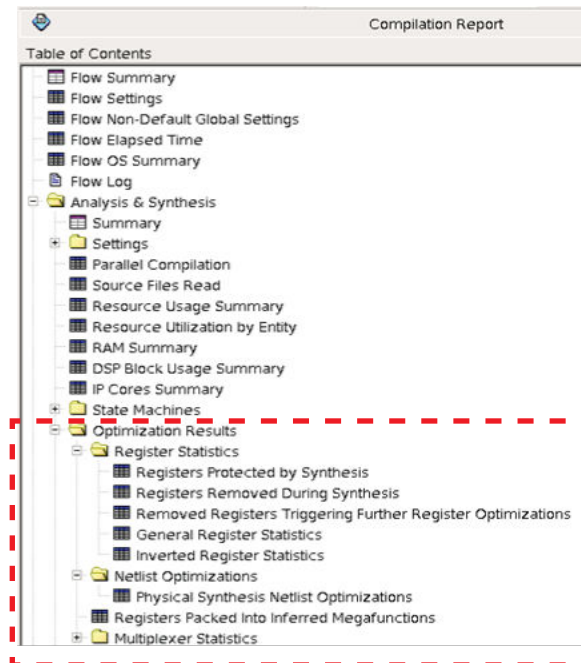 Compilation Report
Table of Contents
Flow Summary
Flow Settings
Flow Non-Default Global Settings
Flow Elapsed Time
Flow OS Summary
Flow Log
Analysis & Synthesis
Summary
Settings
Parallel Compilation
Source Files Read
Resource Usage Summary
Resource Utilization by Entity
RAM Summary
DSP Block Usage Summary
IP Cores Summary
State Machines
Optimization Results
Register Statistics
Registers Protected by Synthesis
Registers Removed During Synthesis
Removed Registers Triggering Further Register Optimizations
General Register Statistics
Inverted Register Statistics
Netlist Optimizations
Physical Synthesis Netlist Optimizations
Registers Packed Into Inferred Megafunctions
Multiplexer Statistics